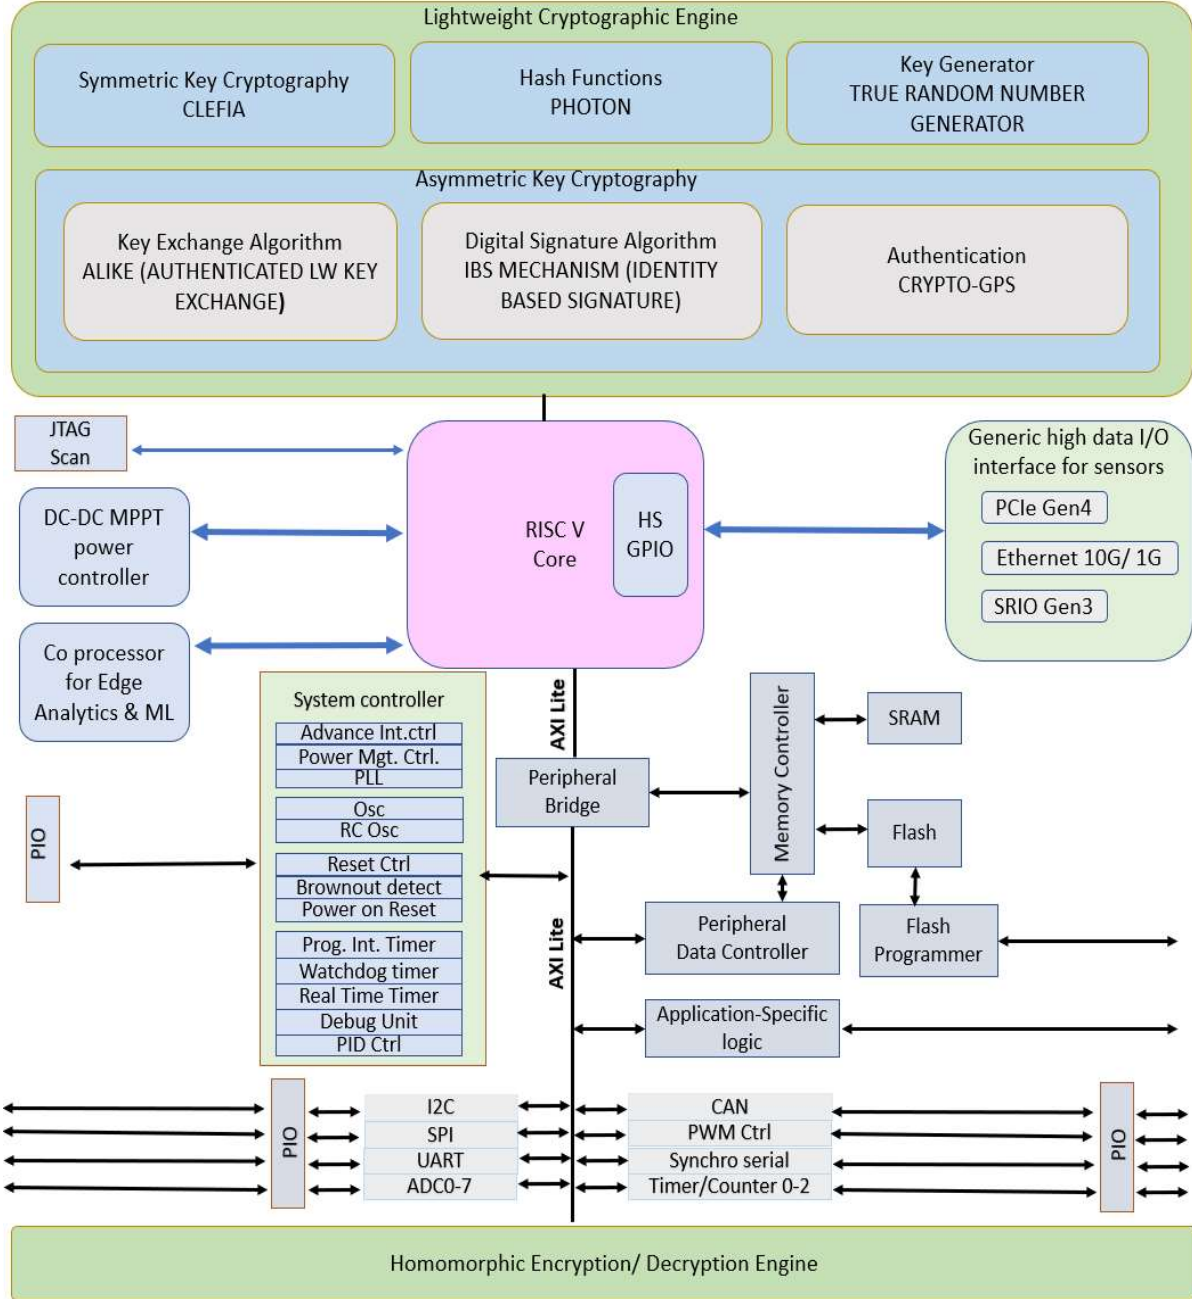 Lightweight Cryptographic Engine
Symmetric Key Cryptography
CLEFIA
Hash Functions
PHOTON
Key Generator
TRUE RANDOM NUMBER
GENERATOR
Asymmetric Key Cryptography
Key Exchange Algorithm
ALIKE (AUTHENTICATED LW KEY
EXCHANGE)
Digital Signature Algorithm
IBS MECHANISM (IDENTITY
BASED SIGNATURE)
Authentication
CRYPTO-GPS
JTAG
Scan
DC-DC MPPT
power
controller
Co processor
for Edge
Analytics & ML
RISC V
Core
HS
GPIO
Generic high data I/O
interface for sensors
PCIe Gen4
Ethernet 10G/ 1G
SRIO Gen3
System controller
Advance Int.ctrl
Power Mgt. Ctrl.
PLL
Osc
RC Osc
Reset Ctrl
Brownout detect
Power on Reset
Prog. Int. Timer
Watchdog timer
Real Time Timer
Debug Unit
PID Ctrl
PIO
AXI Lite
Peripheral
Bridge
Memory Controller
SRAM
Flash
Flash
Programmer
AXI Lite
Peripheral
Data Controller
Application-Specific
logic
PIO
I2C
SPI
UART
ADC0-7
CAN
PWM Ctrl
Synchro serial
Timer/Counter 0-2
PIO
Homomorphic Encryption/ Decryption Engine